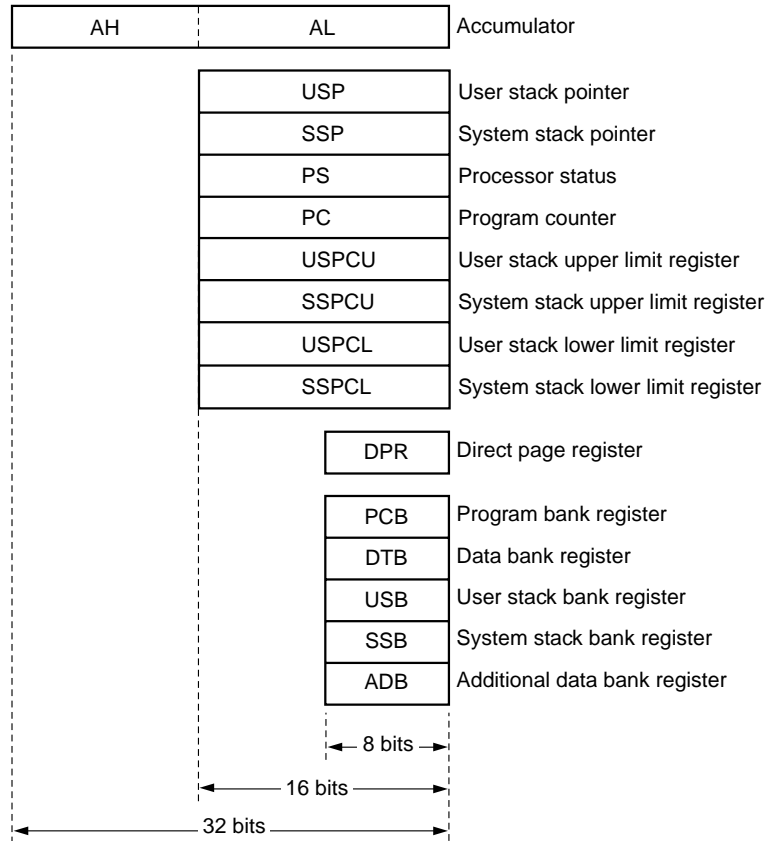 AH AL Accumulator
USP User stack pointer
SSP System stack pointer
PS Processor status
PC Program counter
USPCU User stack upper limit register
SSPCU System stack upper limit register
USPCL User stack lower limit register
SSPCL System stack lower limit register
DPR Direct page register
PCB Program bank register
DTB Data bank register
USB User stack bank register
SSB System stack bank register
ADB Additional data bank register
8 bits
16 bits
32 bits